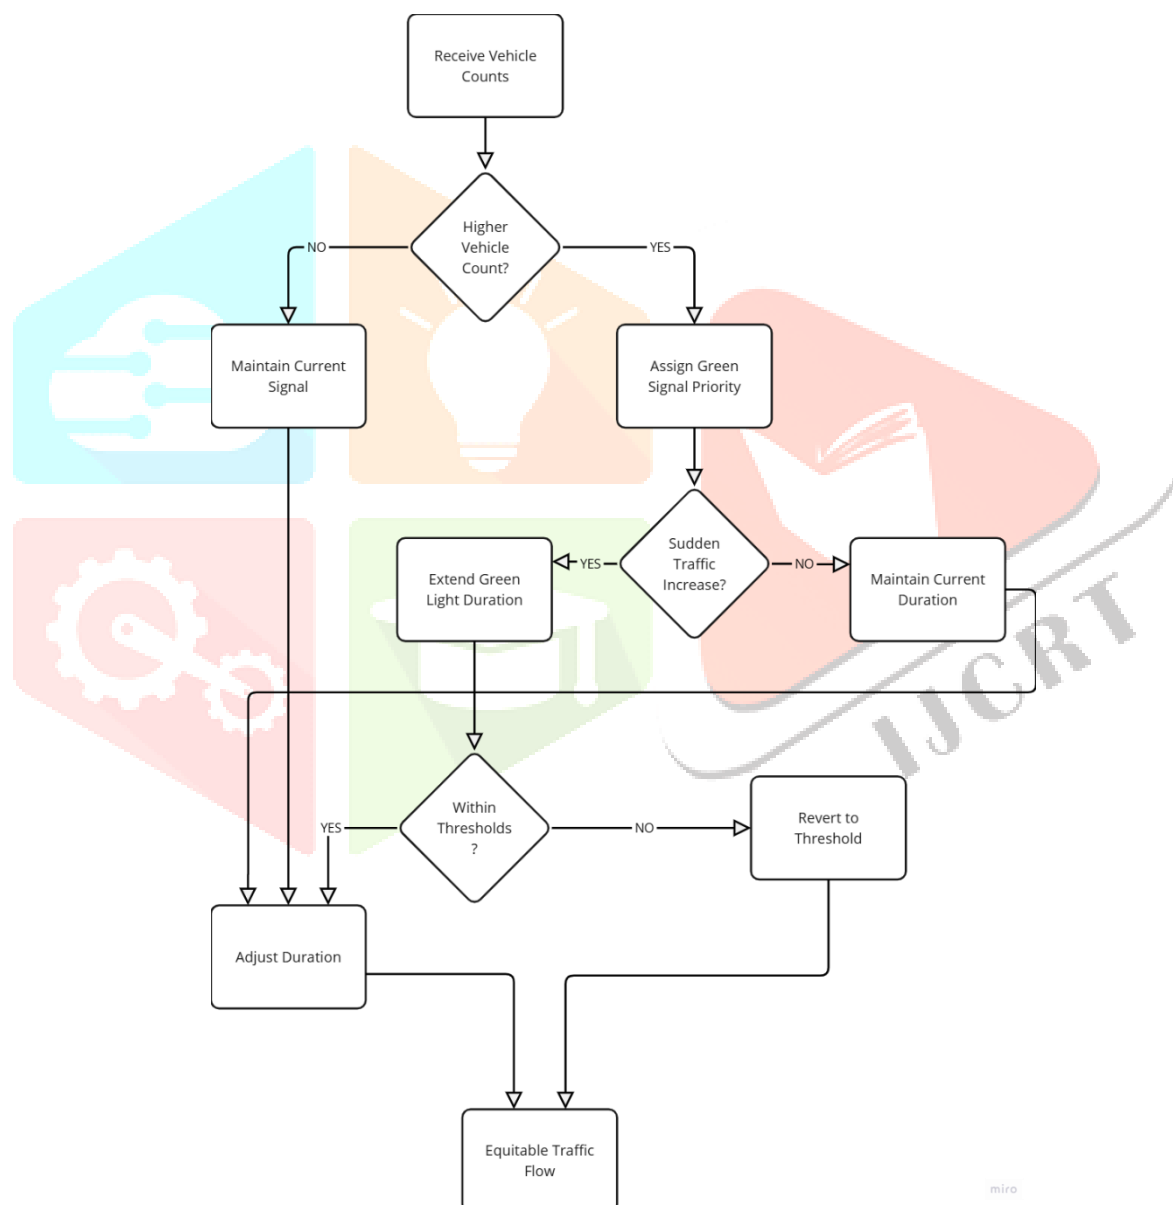 Receive Vehicle
Counts
Higher
Vehicle
Count?
NO
YES
Maintain Current
Signal
Assign Green
Signal Priority
Sudden
Traffic
Increase?
YES
NO
Extend Green
Light Duration
Maintain Current
Duration
IJCRT
Within
Thresholds
?
YES
NO
Revert to
Threshold
Adjust Duration
Equitable Traffic
Flow
miro